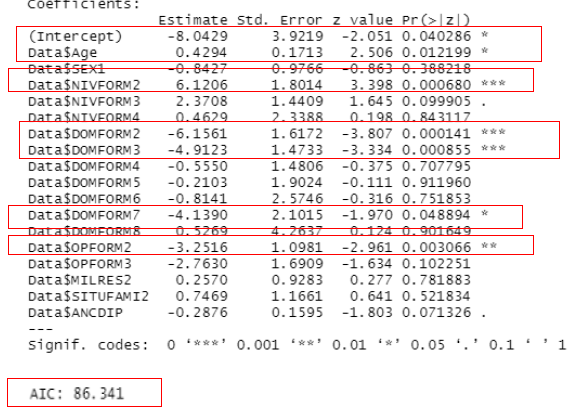 Coefficients:
Estimate Std. Error z value Pr(>|z|)
(Intercept) -8.0429 3.9219 -2.051 0.040286 *
Data$Age 0.4294 0.1713 2.506 0.012199 *
Data$SEX1 -0.8427 0.9766 -0.863 0.388218
Data$NIVFORM2 6.1206 1.8014 3.398 0.000680 ***
Data$NIVFORM3 2.3708 1.4409 1.645 0.099905 .
Data$NIVFORM4 0.4629 2.3388 0.198 0.843117
Data$DOMFORM2 -6.1561 1.6172 -3.807 0.000141 ***
Data$DOMFORM3 -4.9123 1.4733 -3.334 0.000855 ***
Data$DOMFORM4 -0.5550 1.4806 -0.375 0.707795
Data$DOMFORM5 -0.2103 1.9024 -0.111 0.911960
Data$DOMFORM6 -0.8141 2.5746 -0.316 0.751853
Data$DOMFORM7 -4.1390 2.1015 -1.970 0.048894 *
Data$DOMFORM8 0.5269 4.2637 0.124 0.901649
Data$OPFORM2 -3.2516 1.0981 -2.961 0.003066 **
Data$OPFORM3 -2.7630 1.6909 -1.634 0.102251
Data$MILRES2 0.2570 0.9283 0.277 0.781883
Data$SITUFAMI2 0.7469 1.1661 0.641 0.521834
Data$ANCDIP -0.2876 0.1595 -1.803 0.071326 .
---
Signif. codes: 0 ‘***’ 0.001 ‘**’ 0.01 ‘*’ 0.05 ‘.’ 0.1 ‘ ’ 1
AIC: 86.341